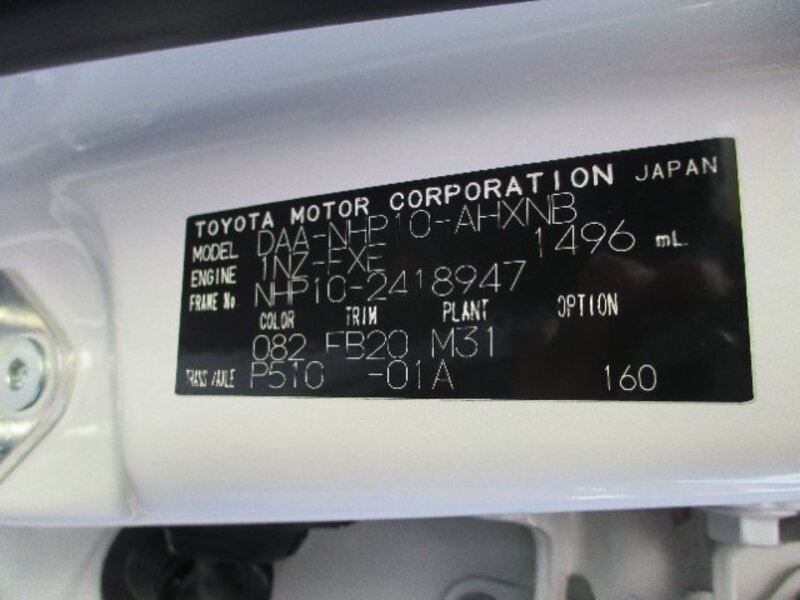 TOYOTA MOTOR CORPORATION JAPAN
MODEL DAA-NHP10-AHXNB
ENGINE 1NZ-FXE 1496 mL
FRAME No. NHP10-2418947
COLOR TRIM PLANT OPTION
082 FB20 M31
TRANS/AXLE P510 -01A 160